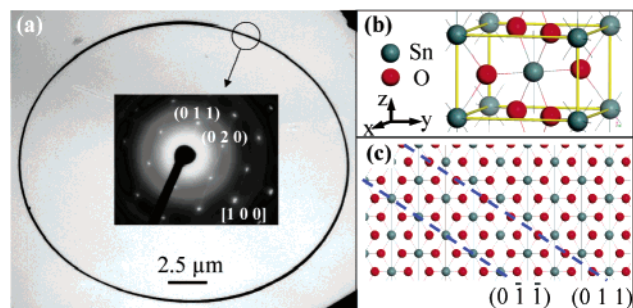 (a)
(0 1 1)
(0 2 0)
[1 0 0]
2.5 μm
(b)
Sn
O
z
x
y
(c)
(0 1̄ 1̄)
(0 1 1)